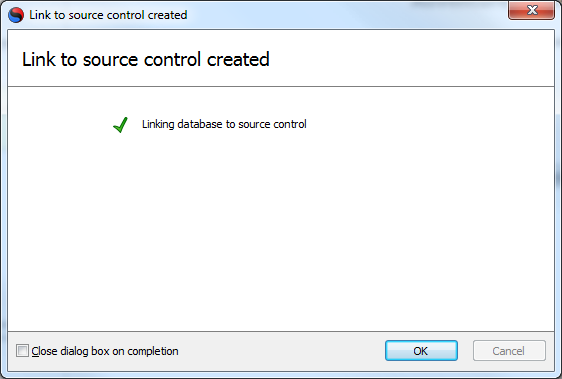 Link to source control created
Link to source control created
Linking database to source control
Close dialog box on completion
OK
Cancel